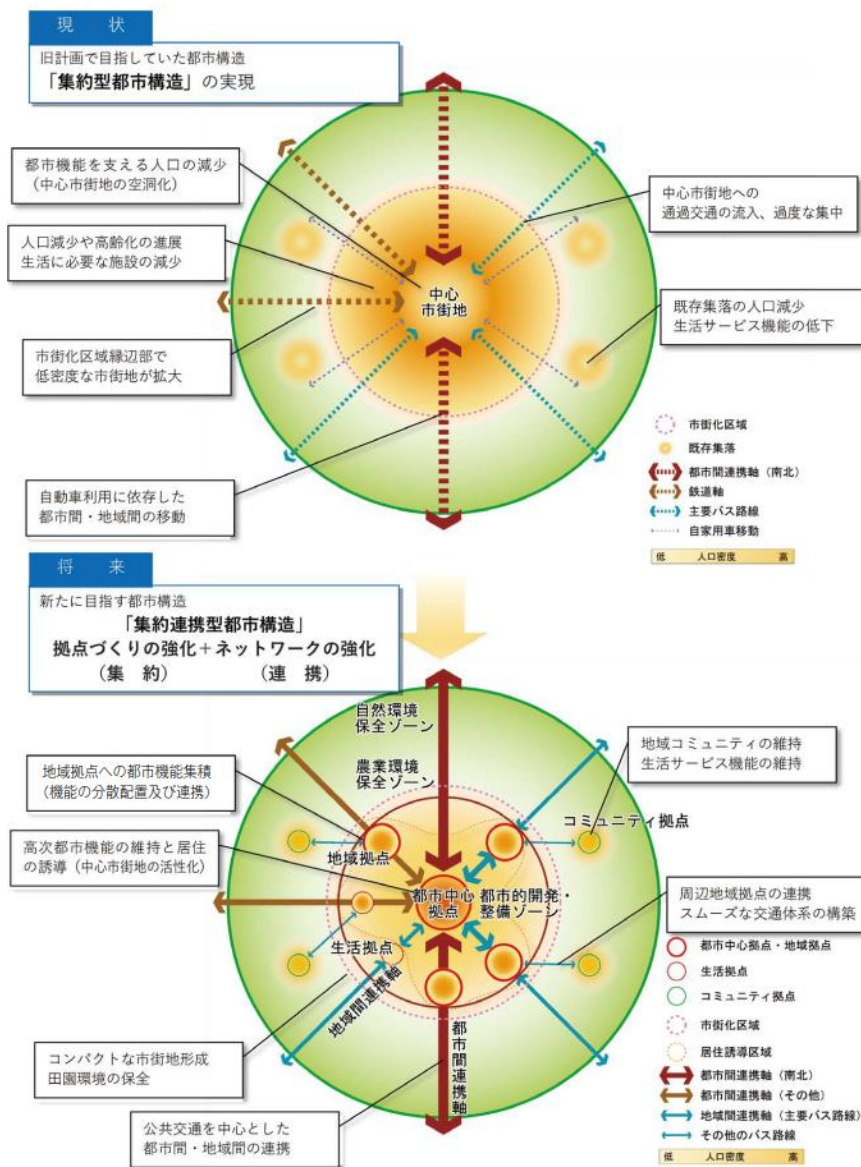 現　状
旧計画で目指していた都市構造
「集約型都市構造」の実現
都市機能を支える人口の減少
（中心市街地の空洞化）
人口減少や高齢化の進展
生活に必要な施設の減少
市街化区域縁辺部で
低密度な市街地が拡大
自動車利用に依存した
都市間・地域間の移動
中心
市街地
中心市街地への
通過交通の流入、過度な集中
既存集落の人口減少
生活サービス機能の低下
市街化区域
既存集落
都市間連携軸（南北）
鉄道軸
主要バス路線
自家用車移動
低　人口密度　高
将　来
新たに目指す都市構造
「集約連携型都市構造」
拠点づくりの強化＋ネットワークの強化
（集　約）　（連　携）
自然環境
保全ゾーン
農業環境
保全ゾーン
地域拠点への都市機能集積
（機能の分散配置及び連携）
高次都市機能の維持と居住
の誘導（中心市街地の活性化）
コンパクトな市街地形成
田園環境の保全
公共交通を中心とした
都市間・地域間の連携
地域拠点
都市中心
拠点
都市的開発・
整備ゾーン
生活拠点
地域間連携軸
都市間連携軸
コミュニティ拠点
地域コミュニティの維持
生活サービス機能の維持
周辺地域拠点の連携
スムーズな交通体系の構築
都市中心拠点・地域拠点
生活拠点
コミュニティ拠点
市街化区域
居住誘導区域
都市間連携軸（南北）
都市間連携軸（その他）
地域間連携軸（主要バス路線）
その他のバス路線
低　人口密度　高